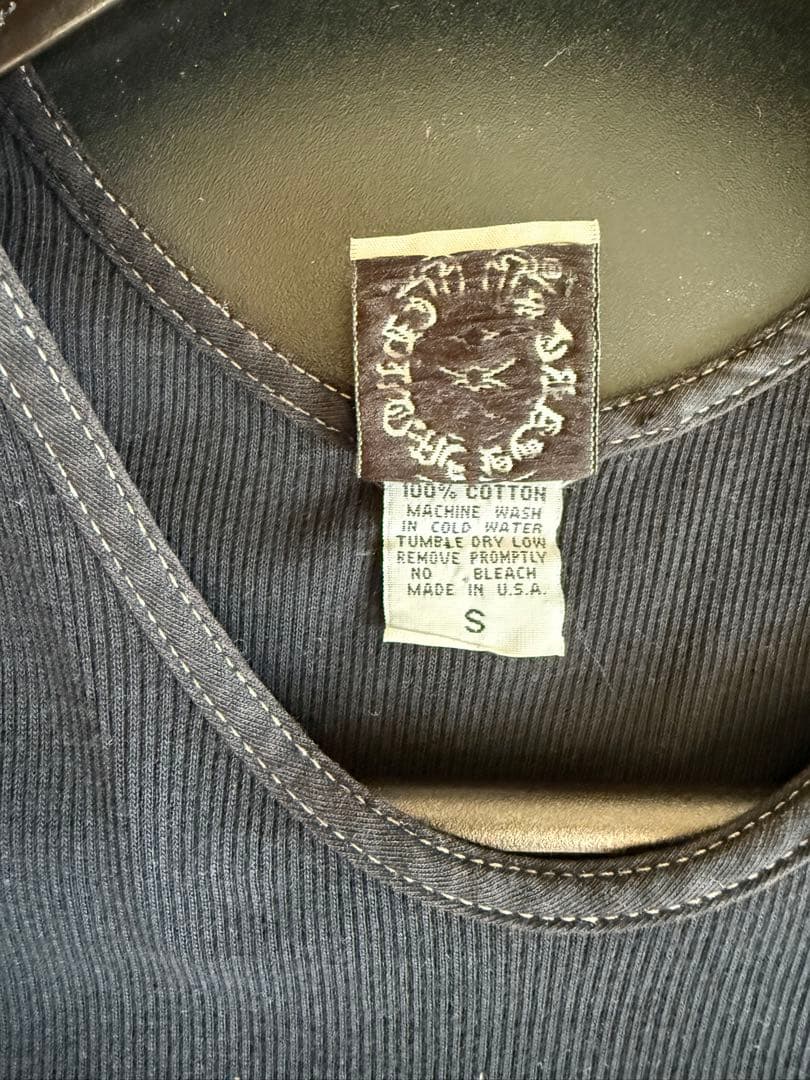 100% COTTON
MACHINE WASH
IN COLD WATER
TUMBLE DRY LOW
REMOVE PROMPTLY
NO BLEACH
MADE IN U.S.A.
S